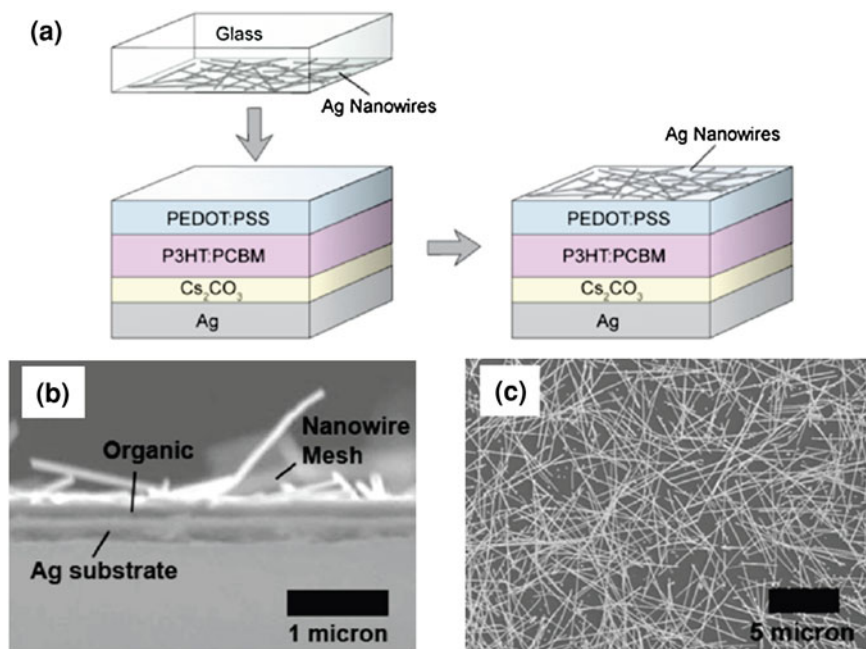 (a)
Glass
Ag Nanowires
PEDOT:PSS
P3HT:PCBM
Cs₂CO₃
Ag
Ag Nanowires
PEDOT:PSS
P3HT:PCBM
Cs₂CO₃
Ag
(b)
Organic
Nanowire
Mesh
Ag substrate
1 micron
(c)
5 micron